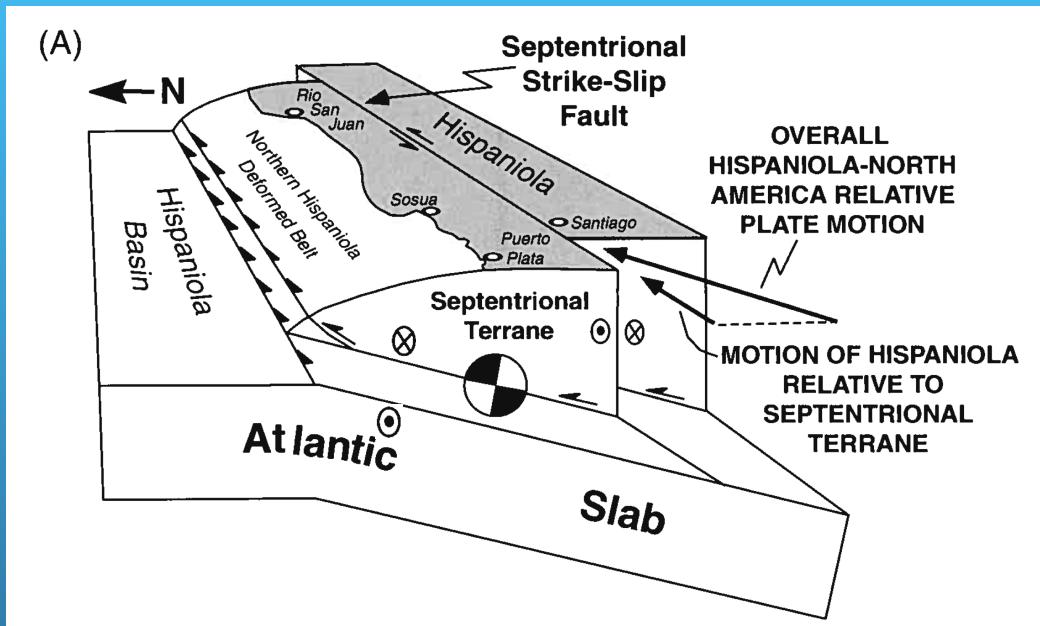 (A)
N
Septentrional
Strike-Slip
Fault
Rio
San
Juan
Hispaniola
OVERALL
HISPANIOLA-NORTH
AMERICA RELATIVE
PLATE MOTION
Northern Hispaniola
Deformed Belt
Hispaniola
Basin
Sosua
Santiago
Puerto
Plata
Septentrional
Terrane
MOTION OF HISPANIOLA
RELATIVE TO
SEPTENTRIONAL
TERRANE
Atlantic
Slab